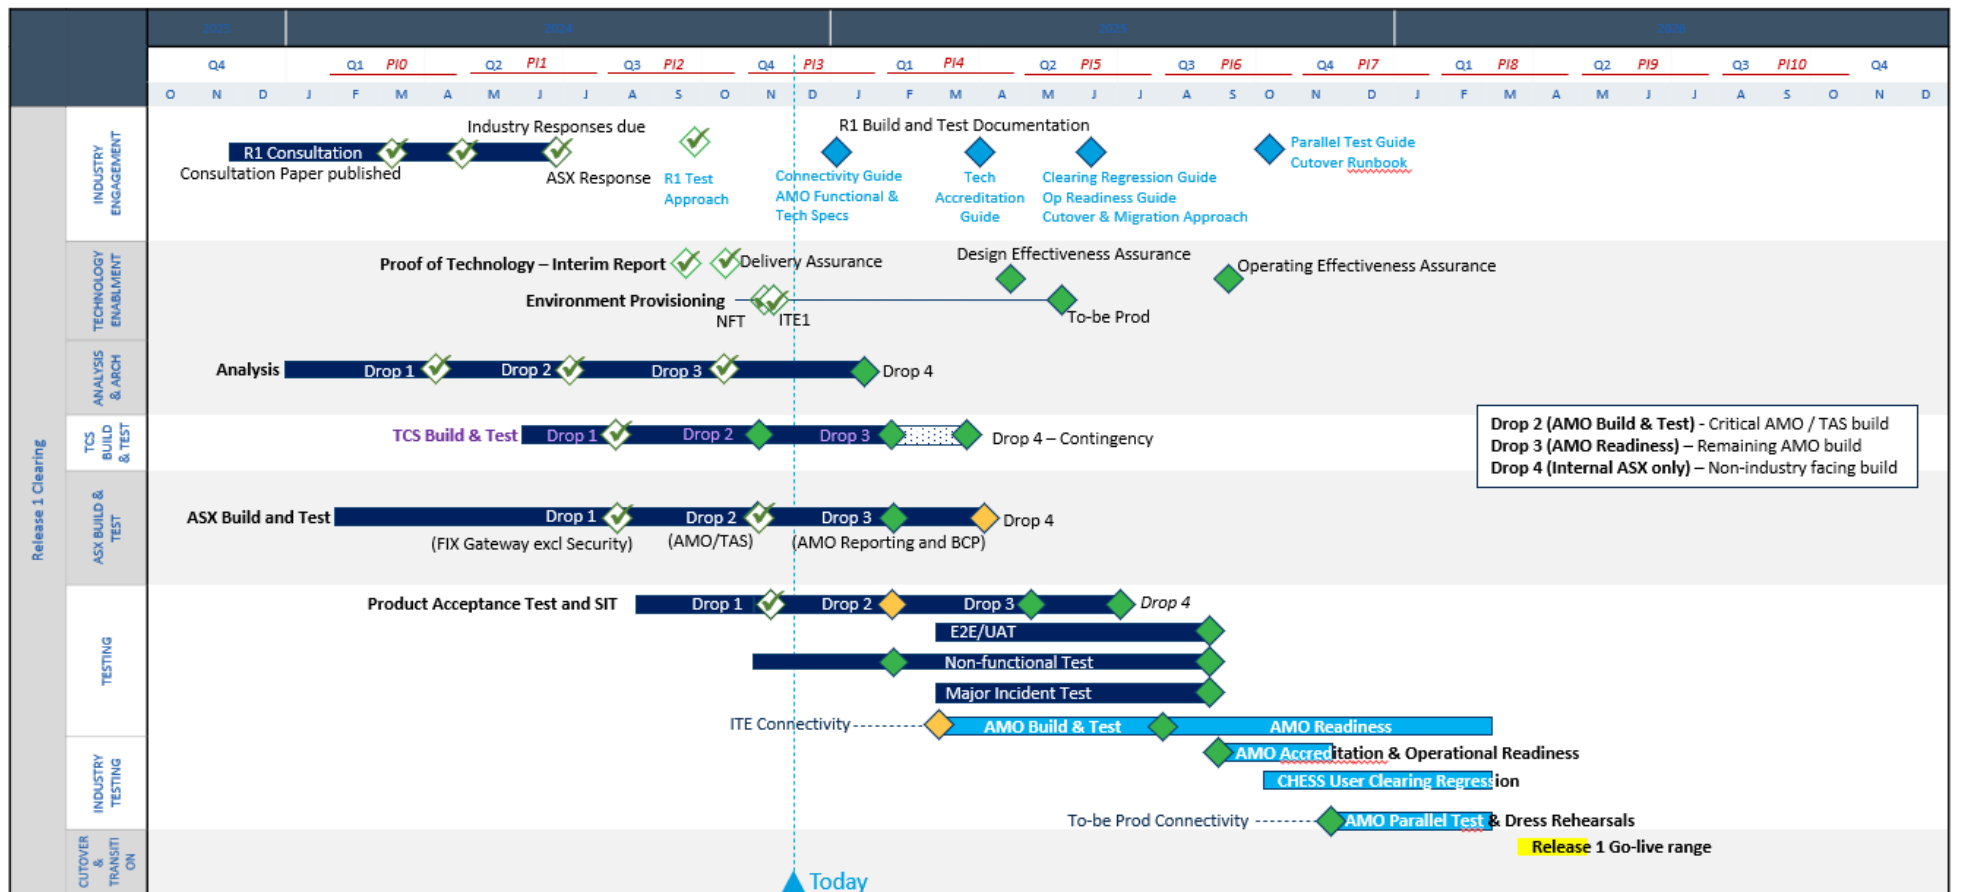 2023 2024 2025 2026
Q4 Q1 PI0 Q2 PI1 Q3 PI2 Q4 PI3 Q1 PI4 Q2 PI5 Q3 PI6 Q4 PI7 Q1 PI8 Q2 PI9 Q3 PI10 Q4
O N D J F M A M J J A S O N D J F M A M J J A S O N D J F M A M J J A S O N D
Release 1 Clearing
INDUSTRY
ENGAGEMENT
Industry Responses due
R1 Consultation
Consultation Paper published
ASX Response
R1 Test
Approach
R1 Build and Test Documentation
Connectivity Guide
AMO Functional &
Tech Specs
Tech
Accreditation
Guide
Clearing Regression Guide
Op Readiness Guide
Cutover & Migration Approach
Parallel Test Guide
Cutover Runbook
TECHNOLOGY
ENABLMENT
Proof of Technology – Interim Report
Delivery Assurance
Design Effectiveness Assurance
Operating Effectiveness Assurance
Environment Provisioning
NFT
ITE1
To-be Prod
ANALYSIS
& ARCH
Analysis
Drop 1
Drop 2
Drop 3
Drop 4
TCS
BUILD
& TEST
TCS Build & Test
Drop 1
Drop 2
Drop 3
Drop 4 – Contingency
Drop 2 (AMO Build & Test) - Critical AMO / TAS build
Drop 3 (AMO Readiness) – Remaining AMO build
Drop 4 (Internal ASX only) – Non-industry facing build
ASX BUILD &
TEST
ASX Build and Test
Drop 1
Drop 2
Drop 3
Drop 4
(FIX Gateway excl Security)
(AMO/TAS)
(AMO Reporting and BCP)
TESTING
Product Acceptance Test and SIT
Drop 1
Drop 2
Drop 3
Drop 4
E2E/UAT
Non-functional Test
Major Incident Test
ITE Connectivity
AMO Build & Test
AMO Readiness
INDUSTRY
TESTING
AMO Accreditation & Operational Readiness
CHESS User Clearing Regression
To-be Prod Connectivity
AMO Parallel Test & Dress Rehearsals
CUTOVER
&
TRANSITI
ON
Release 1 Go-live range
Today